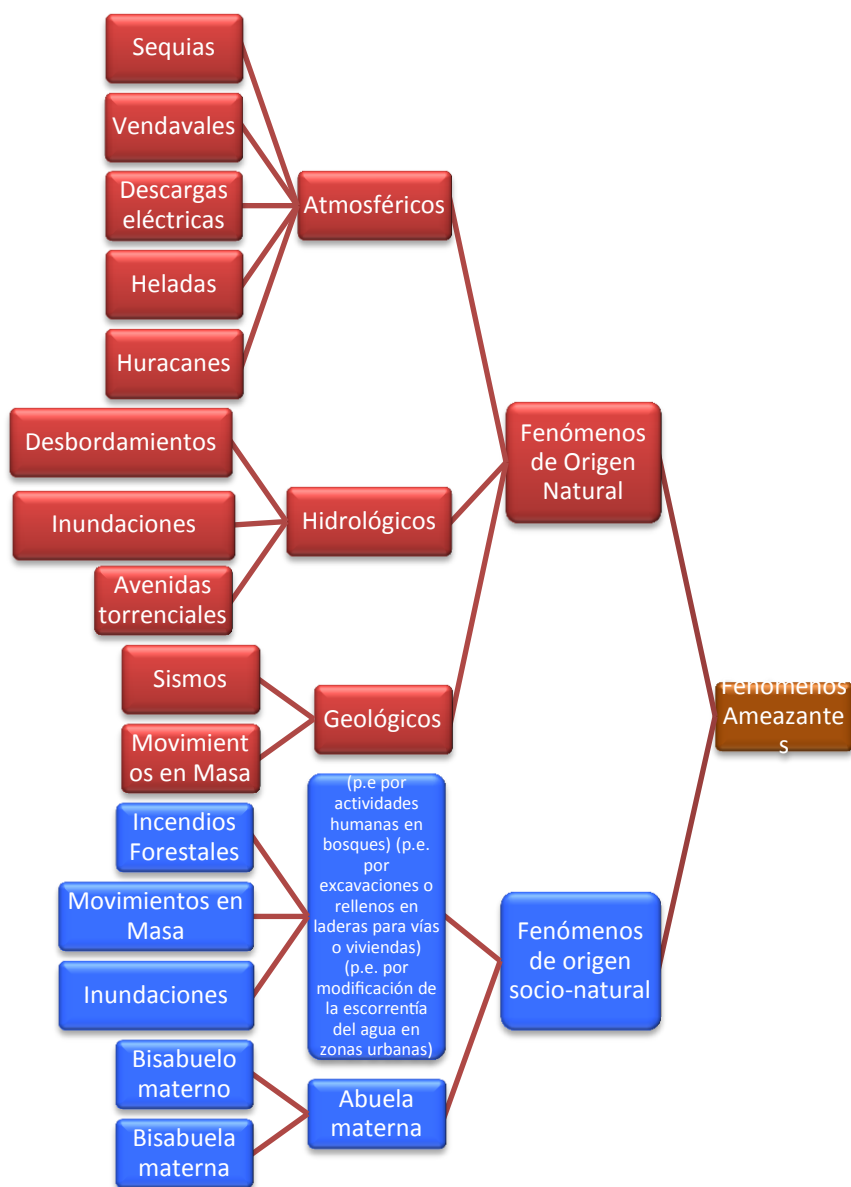 Sequias
Vendavales
Descargas
eléctricas
Heladas
Huracanes
Atmosféricos
Desbordamientos
Inundaciones
Avenidas
torrenciales
Hidrológicos
Sismos
Movimient
os en Masa
Geológicos
Fenómenos
de Origen
Natural
Incendios
Forestales
Movimientos en
Masa
Inundaciones
(p.e por
actividades
humanas en
bosques) (p.e.
por
excavaciones o
rellenos en
laderas para vías
o viviendas)
(p.e. por
modificación de
la escorrentía
del agua en
zonas urbanas)
Bisabuelo
materno
Bisabuela
materna
Abuela
materna
Fenómenos
de origen
socio-natural
Fenómenos
Ameazante
s